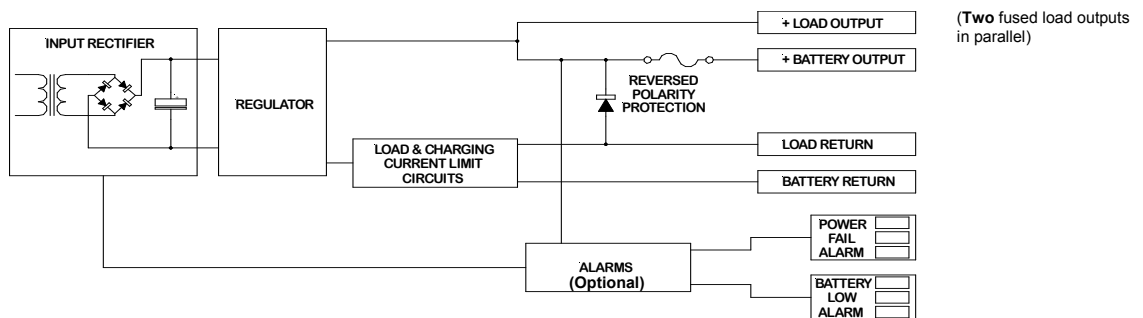 INPUT RECTIFIER
REGULATOR
LOAD & CHARGING
CURRENT LIMIT
CIRCUITS
REVERSED
POLARITY
PROTECTION
+ LOAD OUTPUT
+ BATTERY OUTPUT
LOAD RETURN
BATTERY RETURN
(Two fused load outputs
in parallel)
ALARMS
(Optional)
POWER
FAIL
ALARM
BATTERY
LOW
ALARM